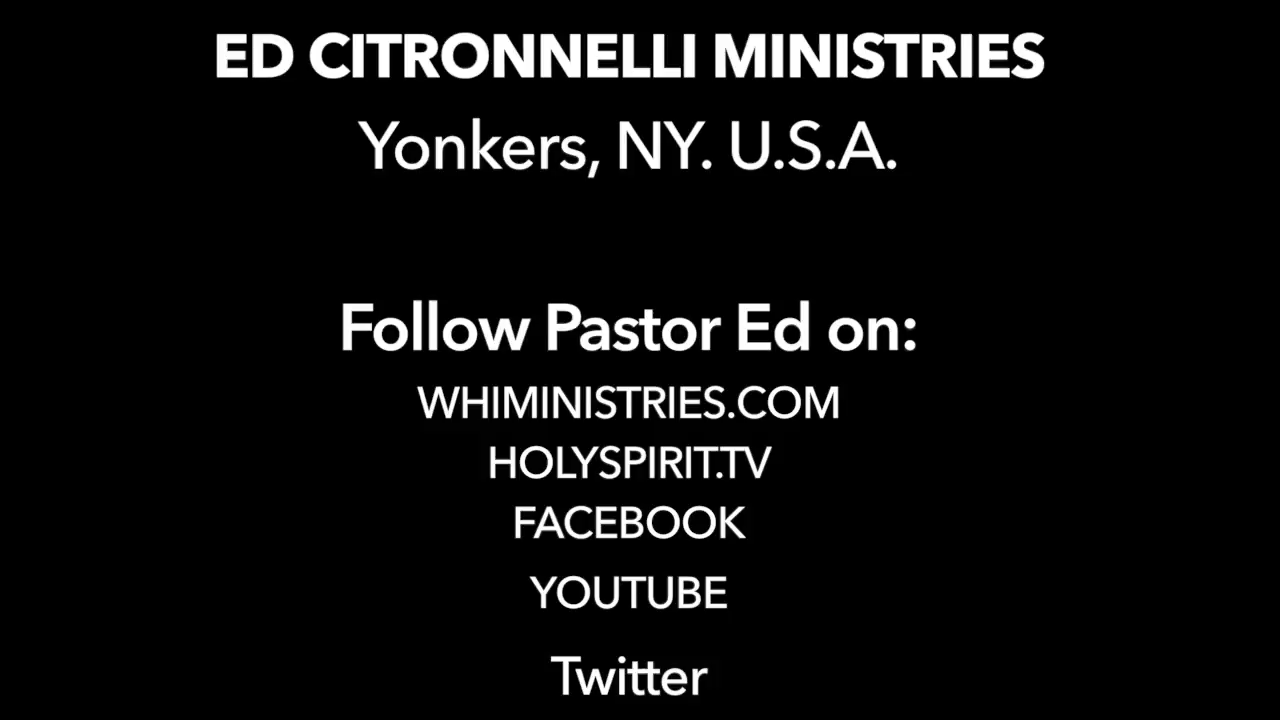 ED CITRONNELLI MINISTRIES
Yonkers, NY. U.S.A.
Follow Pastor Ed on:
WHIMINISTRIES.COM
HOLYSPIRIT.TV
FACEBOOK
YOUTUBE
Twitter